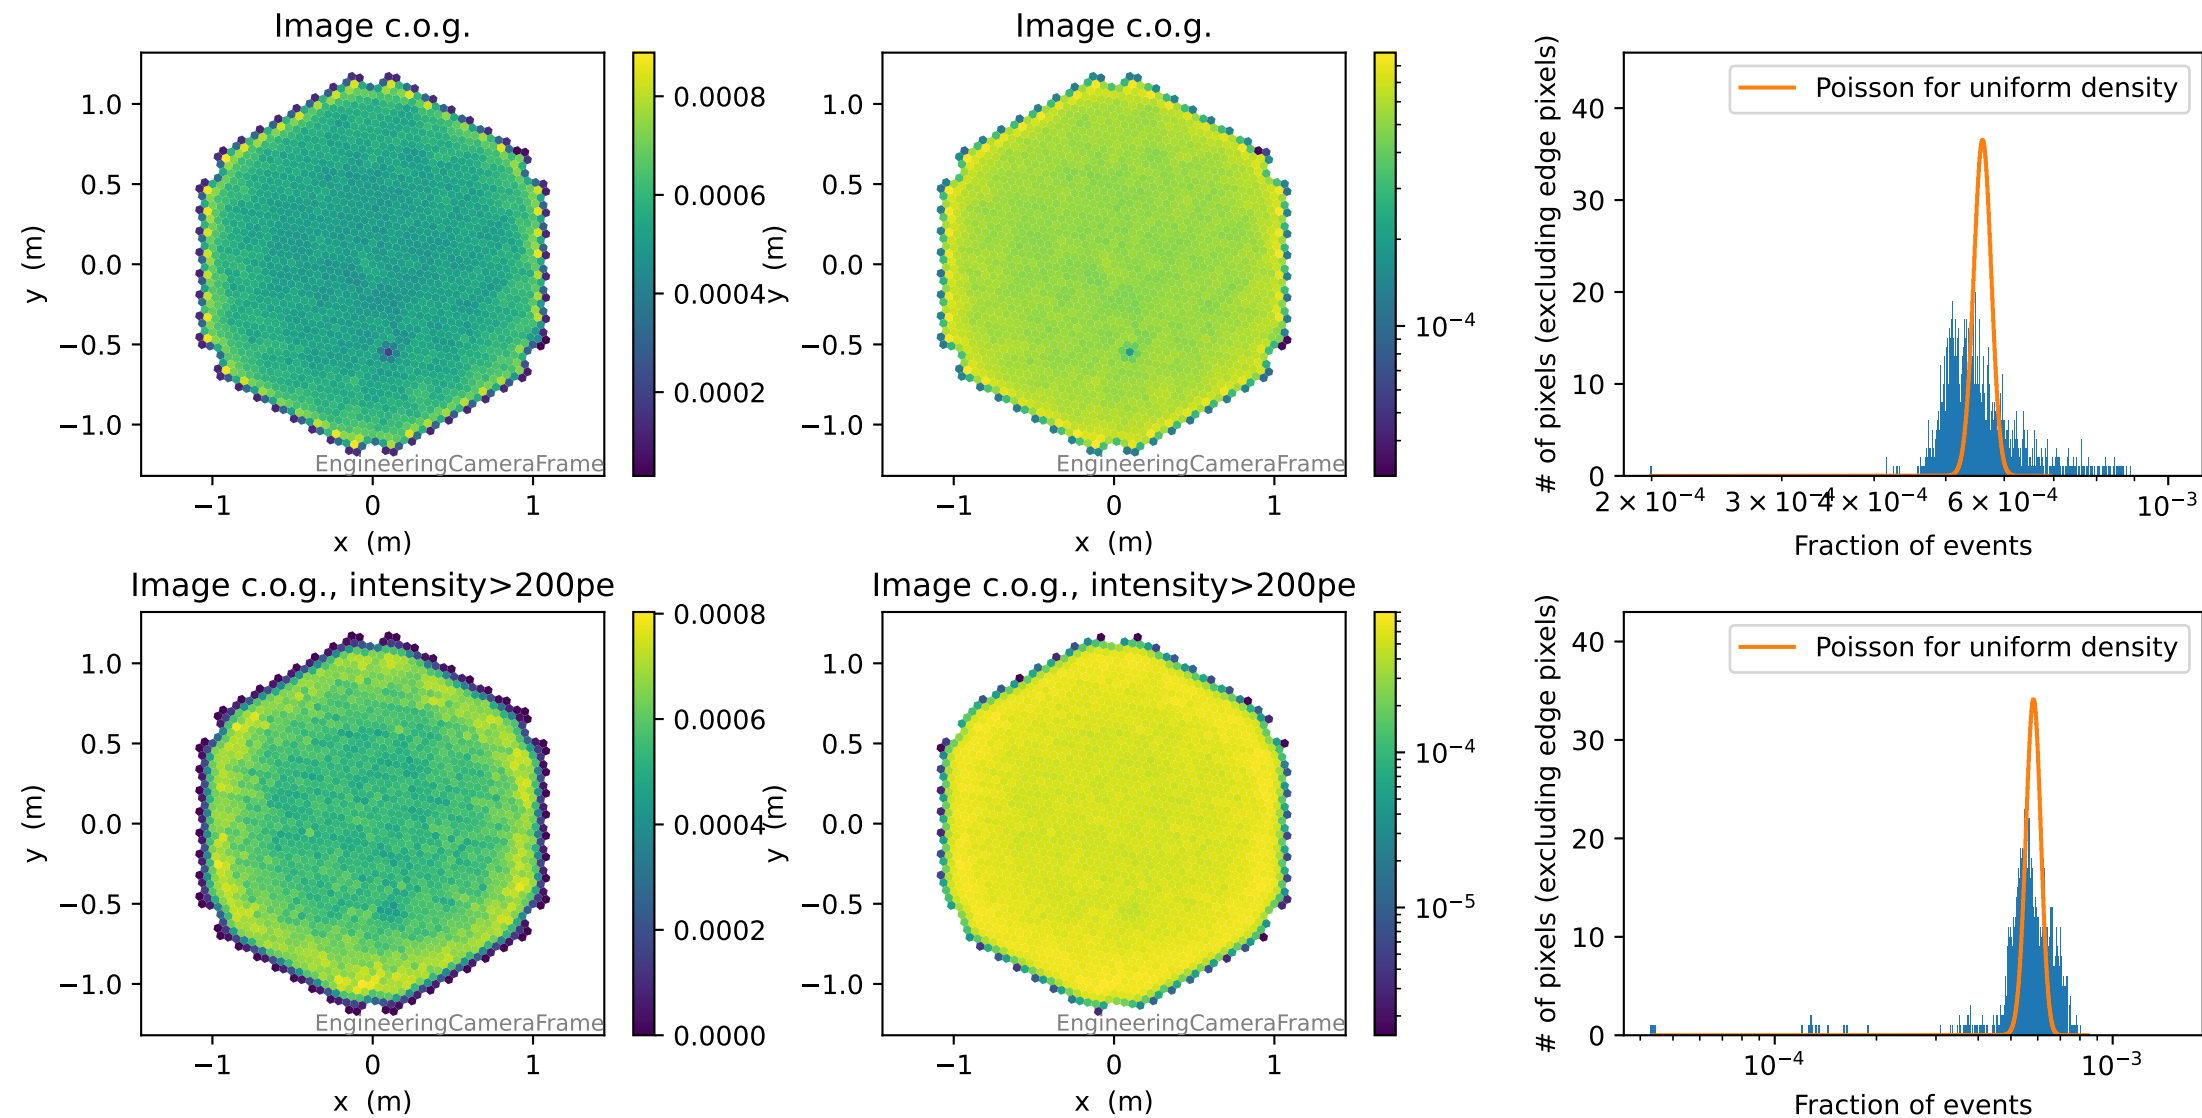 Image c.o.g.
1.0
0.5
0.0
−0.5
−1.0
y (m)
−1
0
1
x (m)
EngineeringCameraFrame
0.0008
0.0006
0.0004
0.0002
Image c.o.g.
1.0
0.5
0.0
−0.5
−1.0
y (m)
−1
0
1
x (m)
EngineeringCameraFrame
10⁻⁴
Poisson for uniform density
# of pixels (excluding edge pixels)
40
30
20
10
0
2 × 10⁻⁴
3 × 10⁻⁴
4 × 10⁻⁴
6 × 10⁻⁴
10⁻³
Fraction of events
Image c.o.g., intensity>200pe
1.0
0.5
0.0
−0.5
−1.0
y (m)
−1
0
1
x (m)
EngineeringCameraFrame
0.0008
0.0006
0.0004
0.0002
0.0000
Image c.o.g., intensity>200pe
1.0
0.5
0.0
−0.5
−1.0
y (m)
−1
0
1
x (m)
EngineeringCameraFrame
10⁻⁴
10⁻⁵
Poisson for uniform density
# of pixels (excluding edge pixels)
40
30
20
10
0
10⁻⁴
10⁻³
Fraction of events